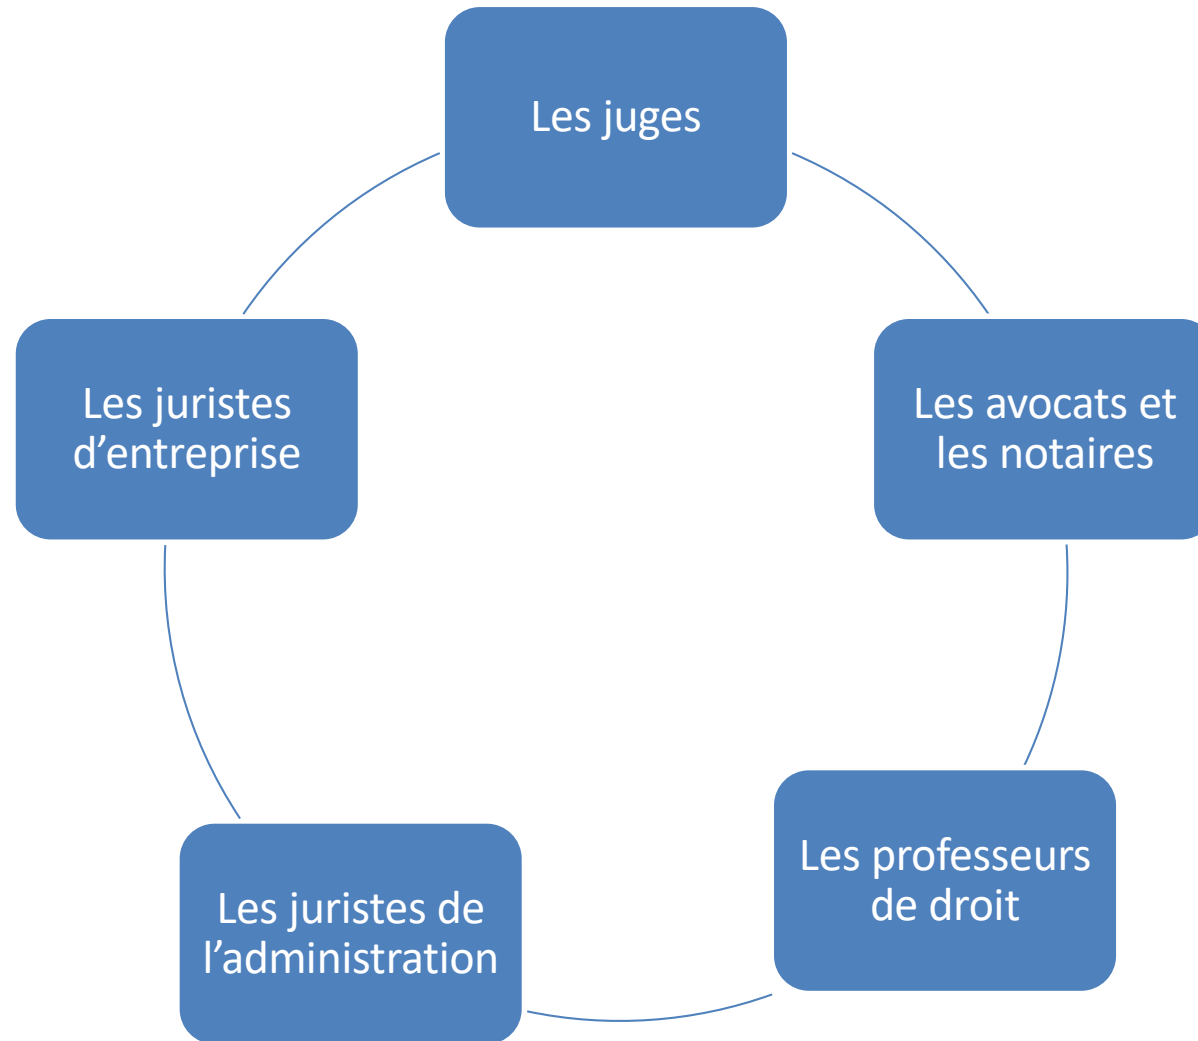 Les juges
Les avocats et
les notaires
Les professeurs
de droit
Les juristes de
l’administration
Les juristes
d’entreprise